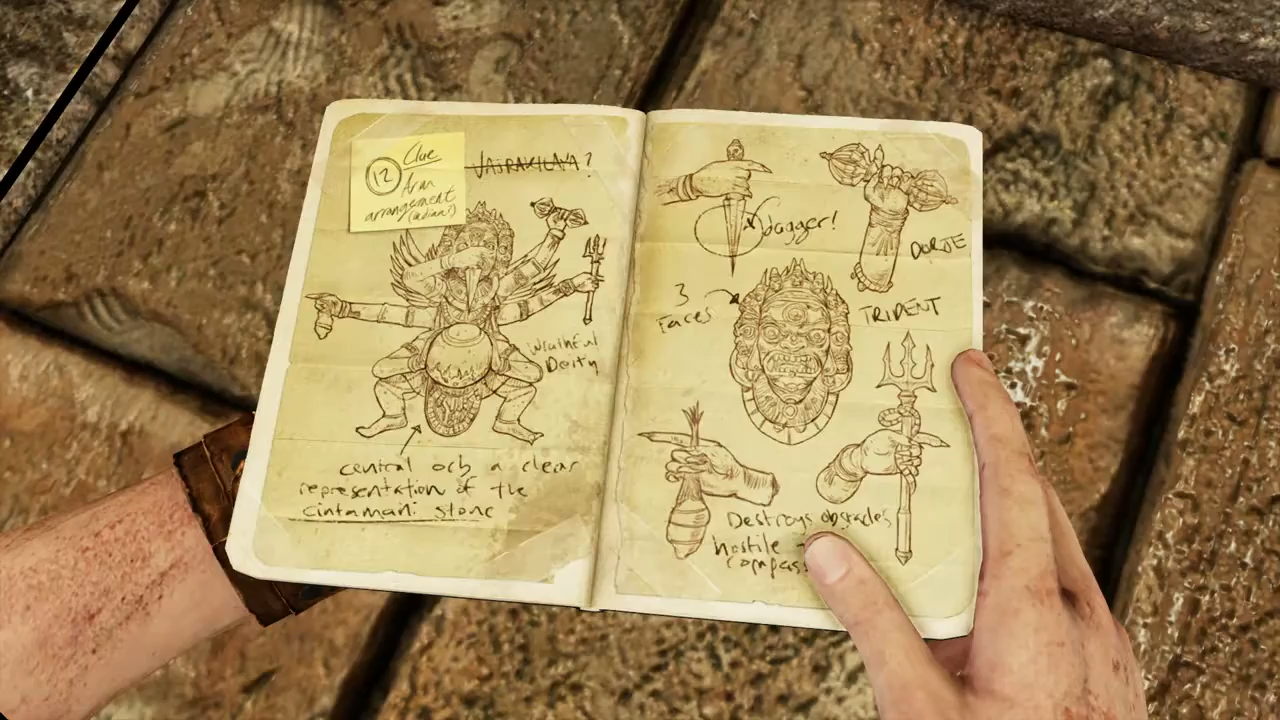 12
Clue
Arm
arrangement
VAJRAKILAYA?
Wrathful
Deity
central orb a clear
representation of the
cintamani stone
dagger!
DORJE
3
Faces
TRIDENT
Destroys obstacles
hostile
compass